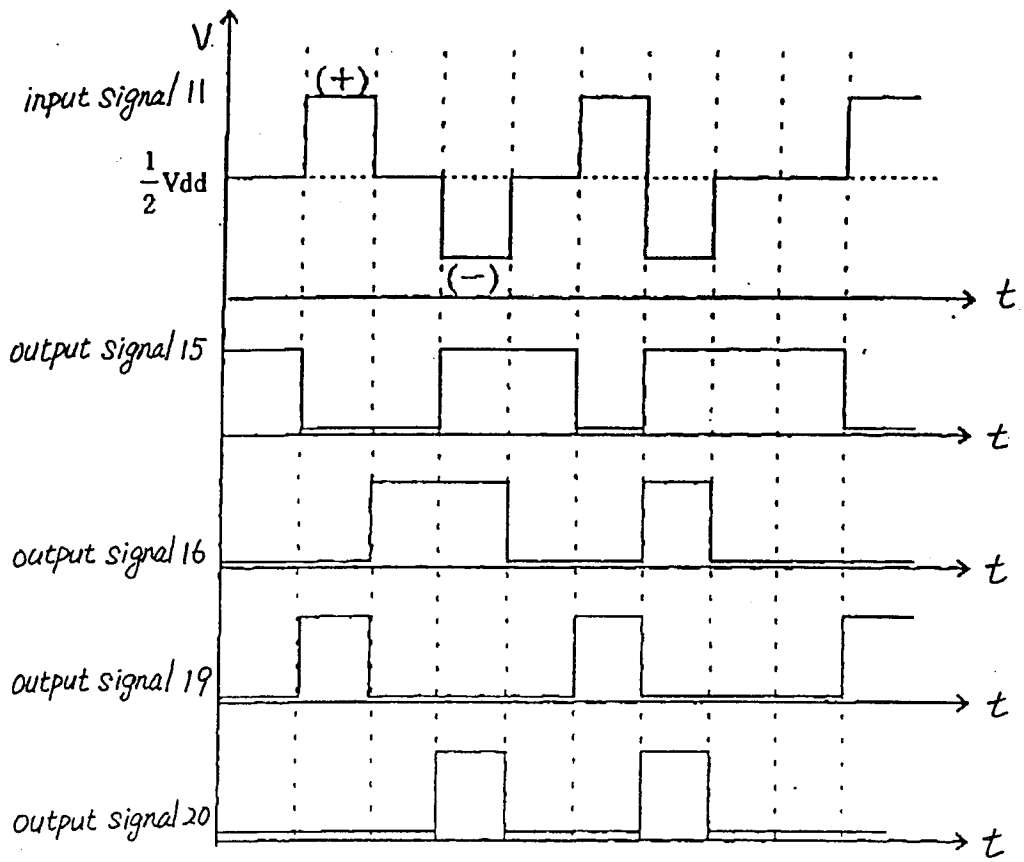 V
input signal 11
(+)
1/2 Vdd
(-)
t
output signal 15
t
output signal 16
t
output signal 19
t
output signal 20
t